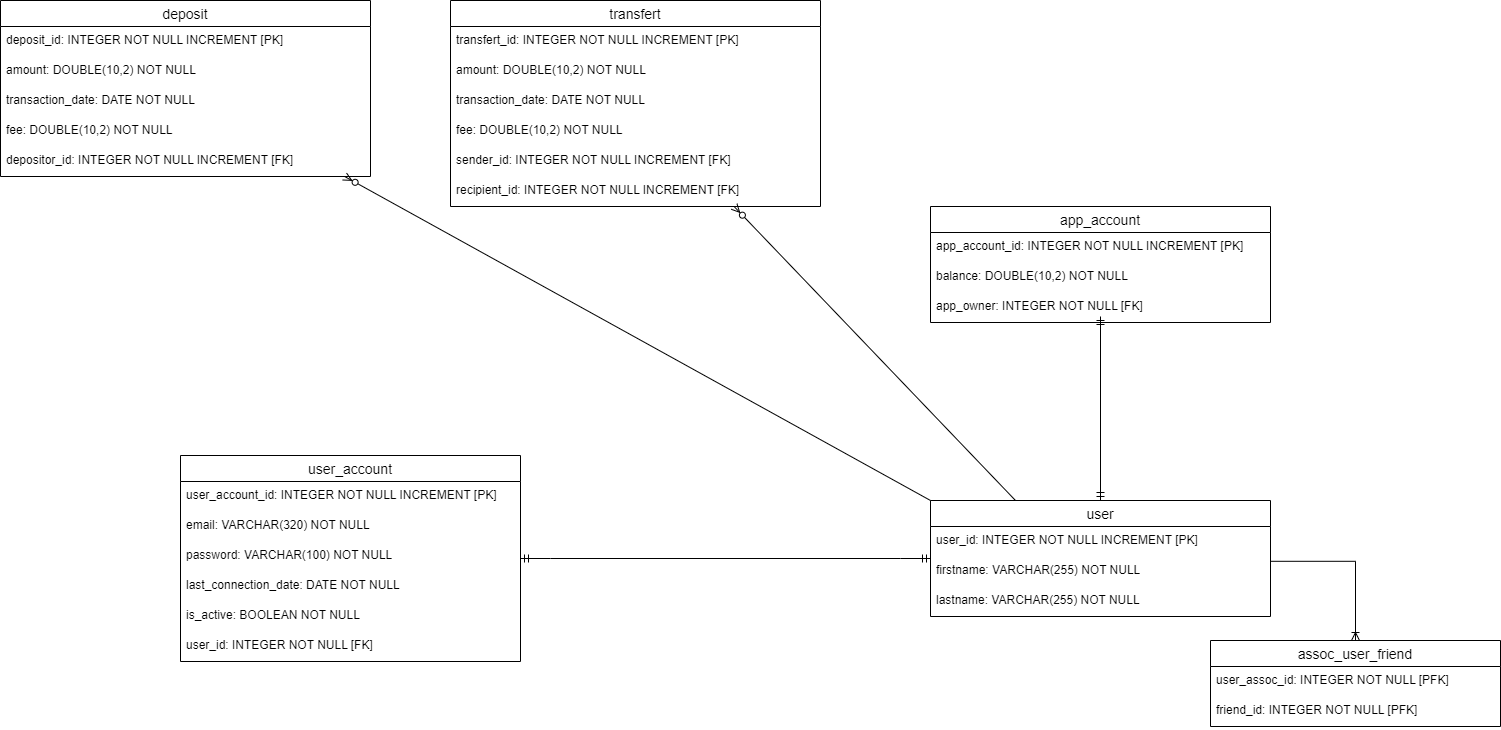 deposit
deposit_id: INTEGER NOT NULL INCREMENT [PK]
amount: DOUBLE(10,2) NOT NULL
transaction_date: DATE NOT NULL
fee: DOUBLE(10,2) NOT NULL
depositor_id: INTEGER NOT NULL INCREMENT [FK]
transfert
transfert_id: INTEGER NOT NULL INCREMENT [PK]
amount: DOUBLE(10,2) NOT NULL
transaction_date: DATE NOT NULL
fee: DOUBLE(10,2) NOT NULL
sender_id: INTEGER NOT NULL INCREMENT [FK]
recipient_id: INTEGER NOT NULL INCREMENT [FK]
app_account
app_account_id: INTEGER NOT NULL INCREMENT [PK]
balance: DOUBLE(10,2) NOT NULL
app_owner: INTEGER NOT NULL [FK]
user_account
user_account_id: INTEGER NOT NULL INCREMENT [PK]
email: VARCHAR(320) NOT NULL
password: VARCHAR(100) NOT NULL
last_connection_date: DATE NOT NULL
is_active: BOOLEAN NOT NULL
user_id: INTEGER NOT NULL [FK]
user
user_id: INTEGER NOT NULL INCREMENT [PK]
firstname: VARCHAR(255) NOT NULL
lastname: VARCHAR(255) NOT NULL
assoc_user_friend
user_assoc_id: INTEGER NOT NULL [PFK]
friend_id: INTEGER NOT NULL [PFK]